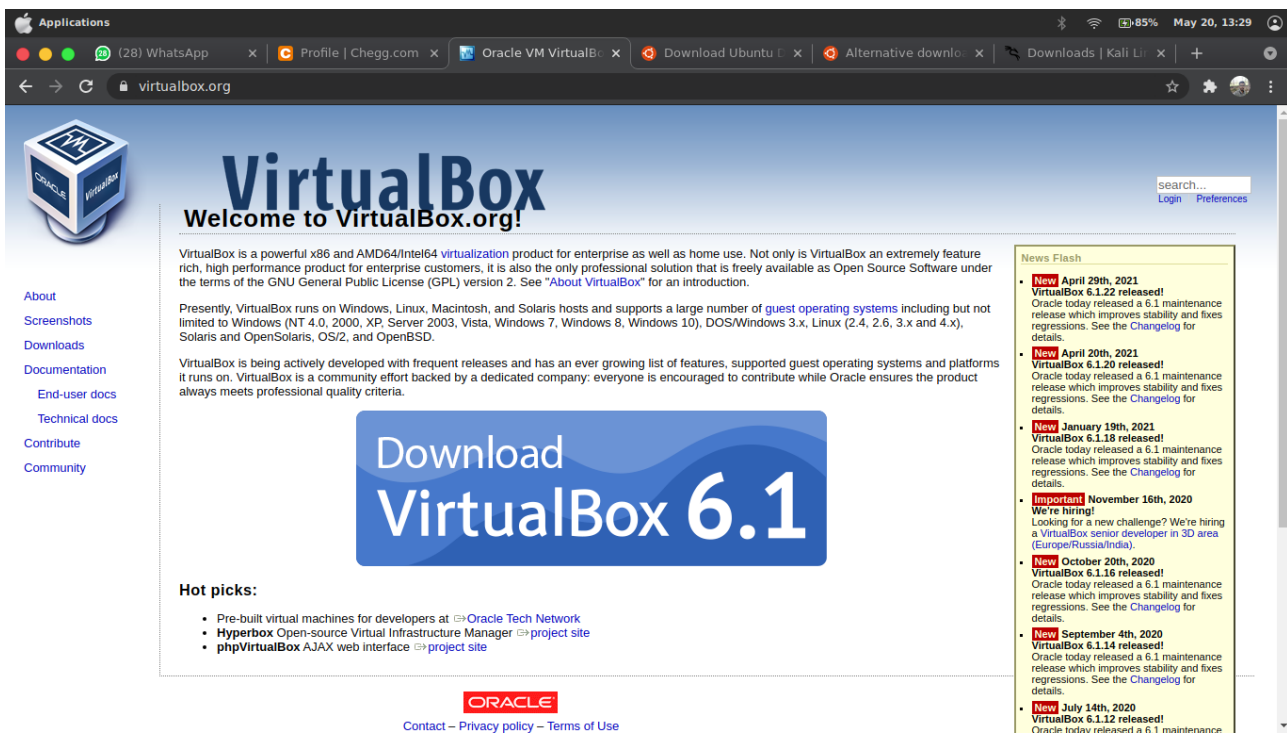 Applications
85% May 20, 13:29
28 (28) WhatsApp
Profile | Chegg.com
Oracle VM VirtualBo
Download Ubuntu D
Alternative downloa
Downloads | Kali Lin
virtualbox.org
ORACLE
VirtualBox
VirtualBox
search...
Login Preferences
Welcome to VirtualBox.org!
About
Screenshots
Downloads
Documentation
End-user docs
Technical docs
Contribute
Community
VirtualBox is a powerful x86 and AMD64/Intel64 virtualization product for enterprise as well as home use. Not only is VirtualBox an extremely feature
rich, high performance product for enterprise customers, it is also the only professional solution that is freely available as Open Source Software under
the terms of the GNU General Public License (GPL) version 2. See "About VirtualBox" for an introduction.
Presently, VirtualBox runs on Windows, Linux, Macintosh, and Solaris hosts and supports a large number of guest operating systems including but not
limited to Windows (NT 4.0, 2000, XP, Server 2003, Vista, Windows 7, Windows 8, Windows 10), DOS/Windows 3.x, Linux (2.4, 2.6, 3.x and 4.x),
Solaris and OpenSolaris, OS/2, and OpenBSD.
VirtualBox is being actively developed with frequent releases and has an ever growing list of features, supported guest operating systems and platforms
it runs on. VirtualBox is a community effort backed by a dedicated company: everyone is encouraged to contribute while Oracle ensures the product
always meets professional quality criteria.
Download
VirtualBox 6.1
Hot picks:
• Pre-built virtual machines for developers at Oracle Tech Network
• Hyperbox Open-source Virtual Infrastructure Manager project site
• phpVirtualBox AJAX web interface project site
News Flash
New April 29th, 2021
VirtualBox 6.1.22 released!
Oracle today released a 6.1 maintenance
release which improves stability and fixes
regressions. See the Changelog for
details.
New April 20th, 2021
VirtualBox 6.1.20 released!
Oracle today released a 6.1 maintenance
release which improves stability and fixes
regressions. See the Changelog for
details.
New January 19th, 2021
VirtualBox 6.1.18 released!
Oracle today released a 6.1 maintenance
release which improves stability and fixes
regressions. See the Changelog for
details.
Important November 16th, 2020
We're hiring!
Looking for a new challenge? We're hiring
a VirtualBox senior developer in 3D area
(Europe/Russia/India).
New October 20th, 2020
VirtualBox 6.1.16 released!
Oracle today released a 6.1 maintenance
release which improves stability and fixes
regressions. See the Changelog for
details.
New September 4th, 2020
VirtualBox 6.1.14 released!
Oracle today released a 6.1 maintenance
release which improves stability and fixes
regressions. See the Changelog for
details.
New July 14th, 2020
VirtualBox 6.1.12 released!
Oracle today released a 6.1 maintenance
ORACLE
Contact – Privacy policy – Terms of Use